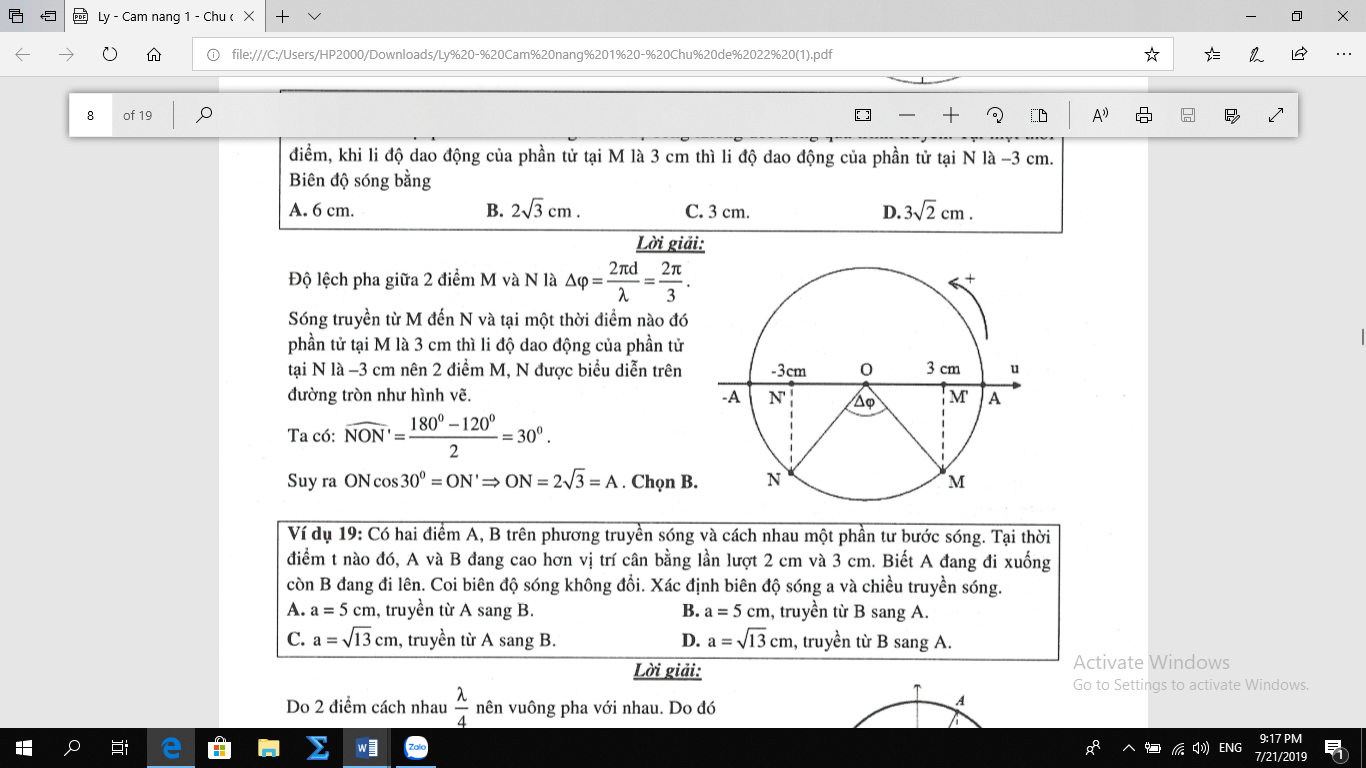 Ly - Cam nang 1 - Chu
file:///C:/Users/HP2000/Downloads/Ly%20-%20Cam%20nang%201%20-%20Chu%20de%2022%20(1).pdf
8 of 19
điểm, khi li độ dao động của phần tử tại M là 3 cm thì li độ dao động của phần tử tại N là –3 cm.
Biên độ sóng bằng
A. 6 cm. B. 2√3 cm . C. 3 cm. D. 3√2 cm .
Lời giải:
Độ lệch pha giữa 2 điểm M và N là Δφ = 2πd/λ = 2π/3 .
Sóng truyền từ M đến N và tại một thời điểm nào đó
phần tử tại M là 3 cm thì li độ dao động của phần tử
tại N là –3 cm nên 2 điểm M, N được biểu diễn trên
đường tròn như hình vẽ.
Ta có: NON' = (180⁰ – 120⁰)/2 = 30⁰ .
Suy ra ON cos 30⁰ = ON' ⇒ ON = 2√3 = A . Chọn B.
+
-3cm O 3 cm u
-A N' Δφ M' A
N M
Ví dụ 19: Có hai điểm A, B trên phương truyền sóng và cách nhau một phần tư bước sóng. Tại thời
điểm t nào đó, A và B đang cao hơn vị trí cân bằng lần lượt 2 cm và 3 cm. Biết A đang đi xuống
còn B đang đi lên. Coi biên độ sóng không đổi. Xác định biên độ sóng a và chiều truyền sóng.
A. a = 5 cm, truyền từ A sang B. B. a = 5 cm, truyền từ B sang A.
C. a = √13 cm, truyền từ A sang B. D. a = √13 cm, truyền từ B sang A.
Lời giải:
Do 2 điểm cách nhau λ/4 nên vuông pha với nhau. Do đó
A
Activate Windows
Go to Settings to activate Windows.
Zalo
ENG
9:17 PM
7/21/2019
1